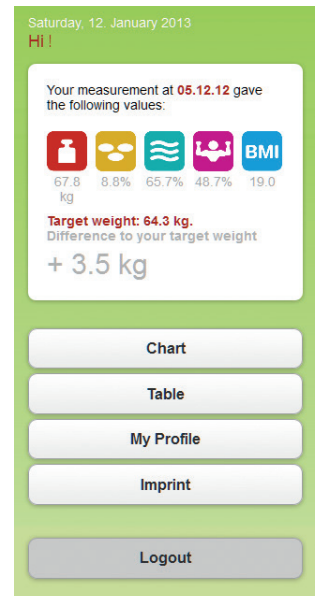 Saturday, 12. January 2013
Hi !
Your measurement at 05.12.12 gave
the following values:
BMI
67.8 8.8% 65.7% 48.7% 19.0
kg
Target weight: 64.3 kg.
Difference to your target weight
+ 3.5 kg
Chart
Table
My Profile
Imprint
Logout